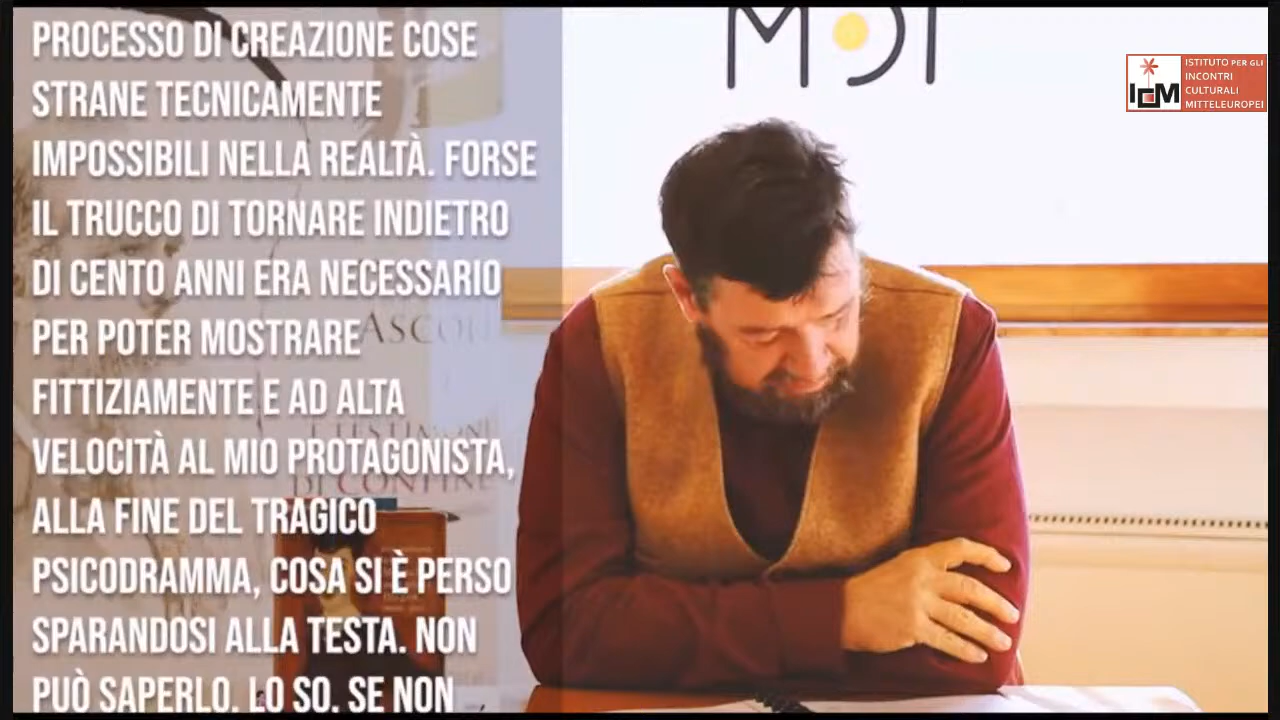 PROCESSO DI CREAZIONE COSE
STRANE TECNICAMENTE
IMPOSSIBILI NELLA REALTÀ. FORSE
IL TRUCCO DI TORNARE INDIETRO
DI CENTO ANNI ERA NECESSARIO
PER POTER MOSTRARE
FITTIZIAMENTE E AD ALTA
VELOCITÀ AL MIO PROTAGONISTA,
ALLA FINE DEL TRAGICO
PSICODRAMMA, COSA SI È PERSO
SPARANDOSI ALLA TESTA. NON
PUÒ SAPERLO, LO SO, SE NON
ISTITUTO PER GLI
INCONTRI
CULTURALI
MITTELEUROPEI
ICM
DI CONFINE